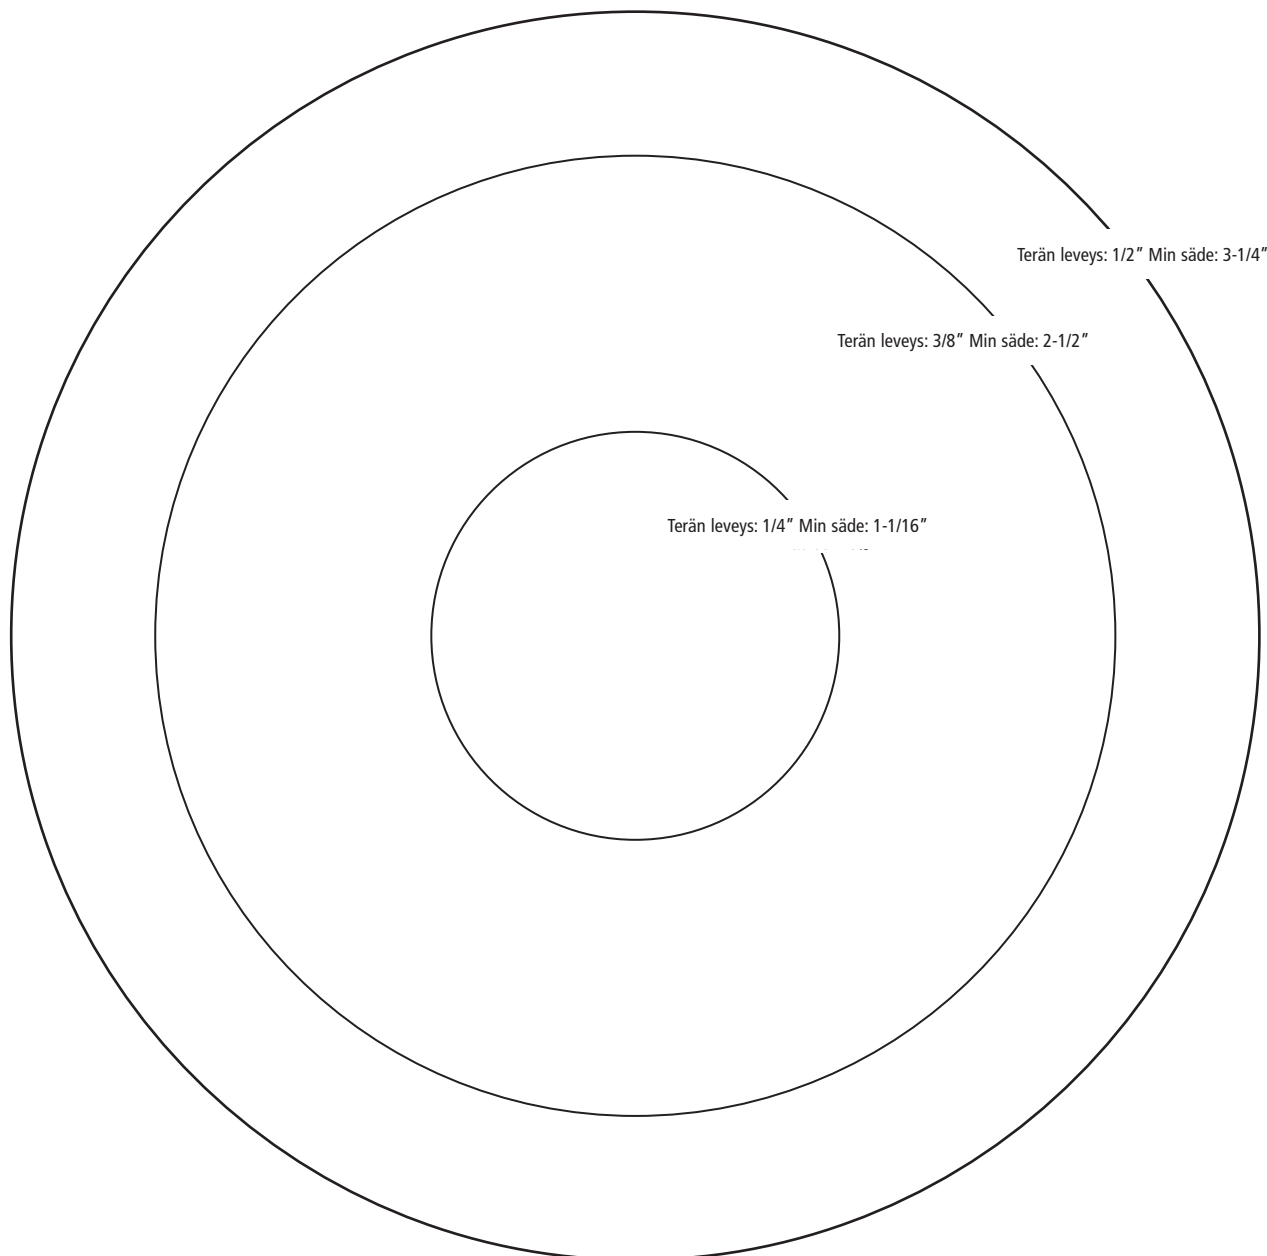 Terän leveys: 1/2” Min säde: 3-1/4”
Terän leveys: 3/8” Min säde: 2-1/2”
Terän leveys: 1/4” Min säde: 1-1/16”